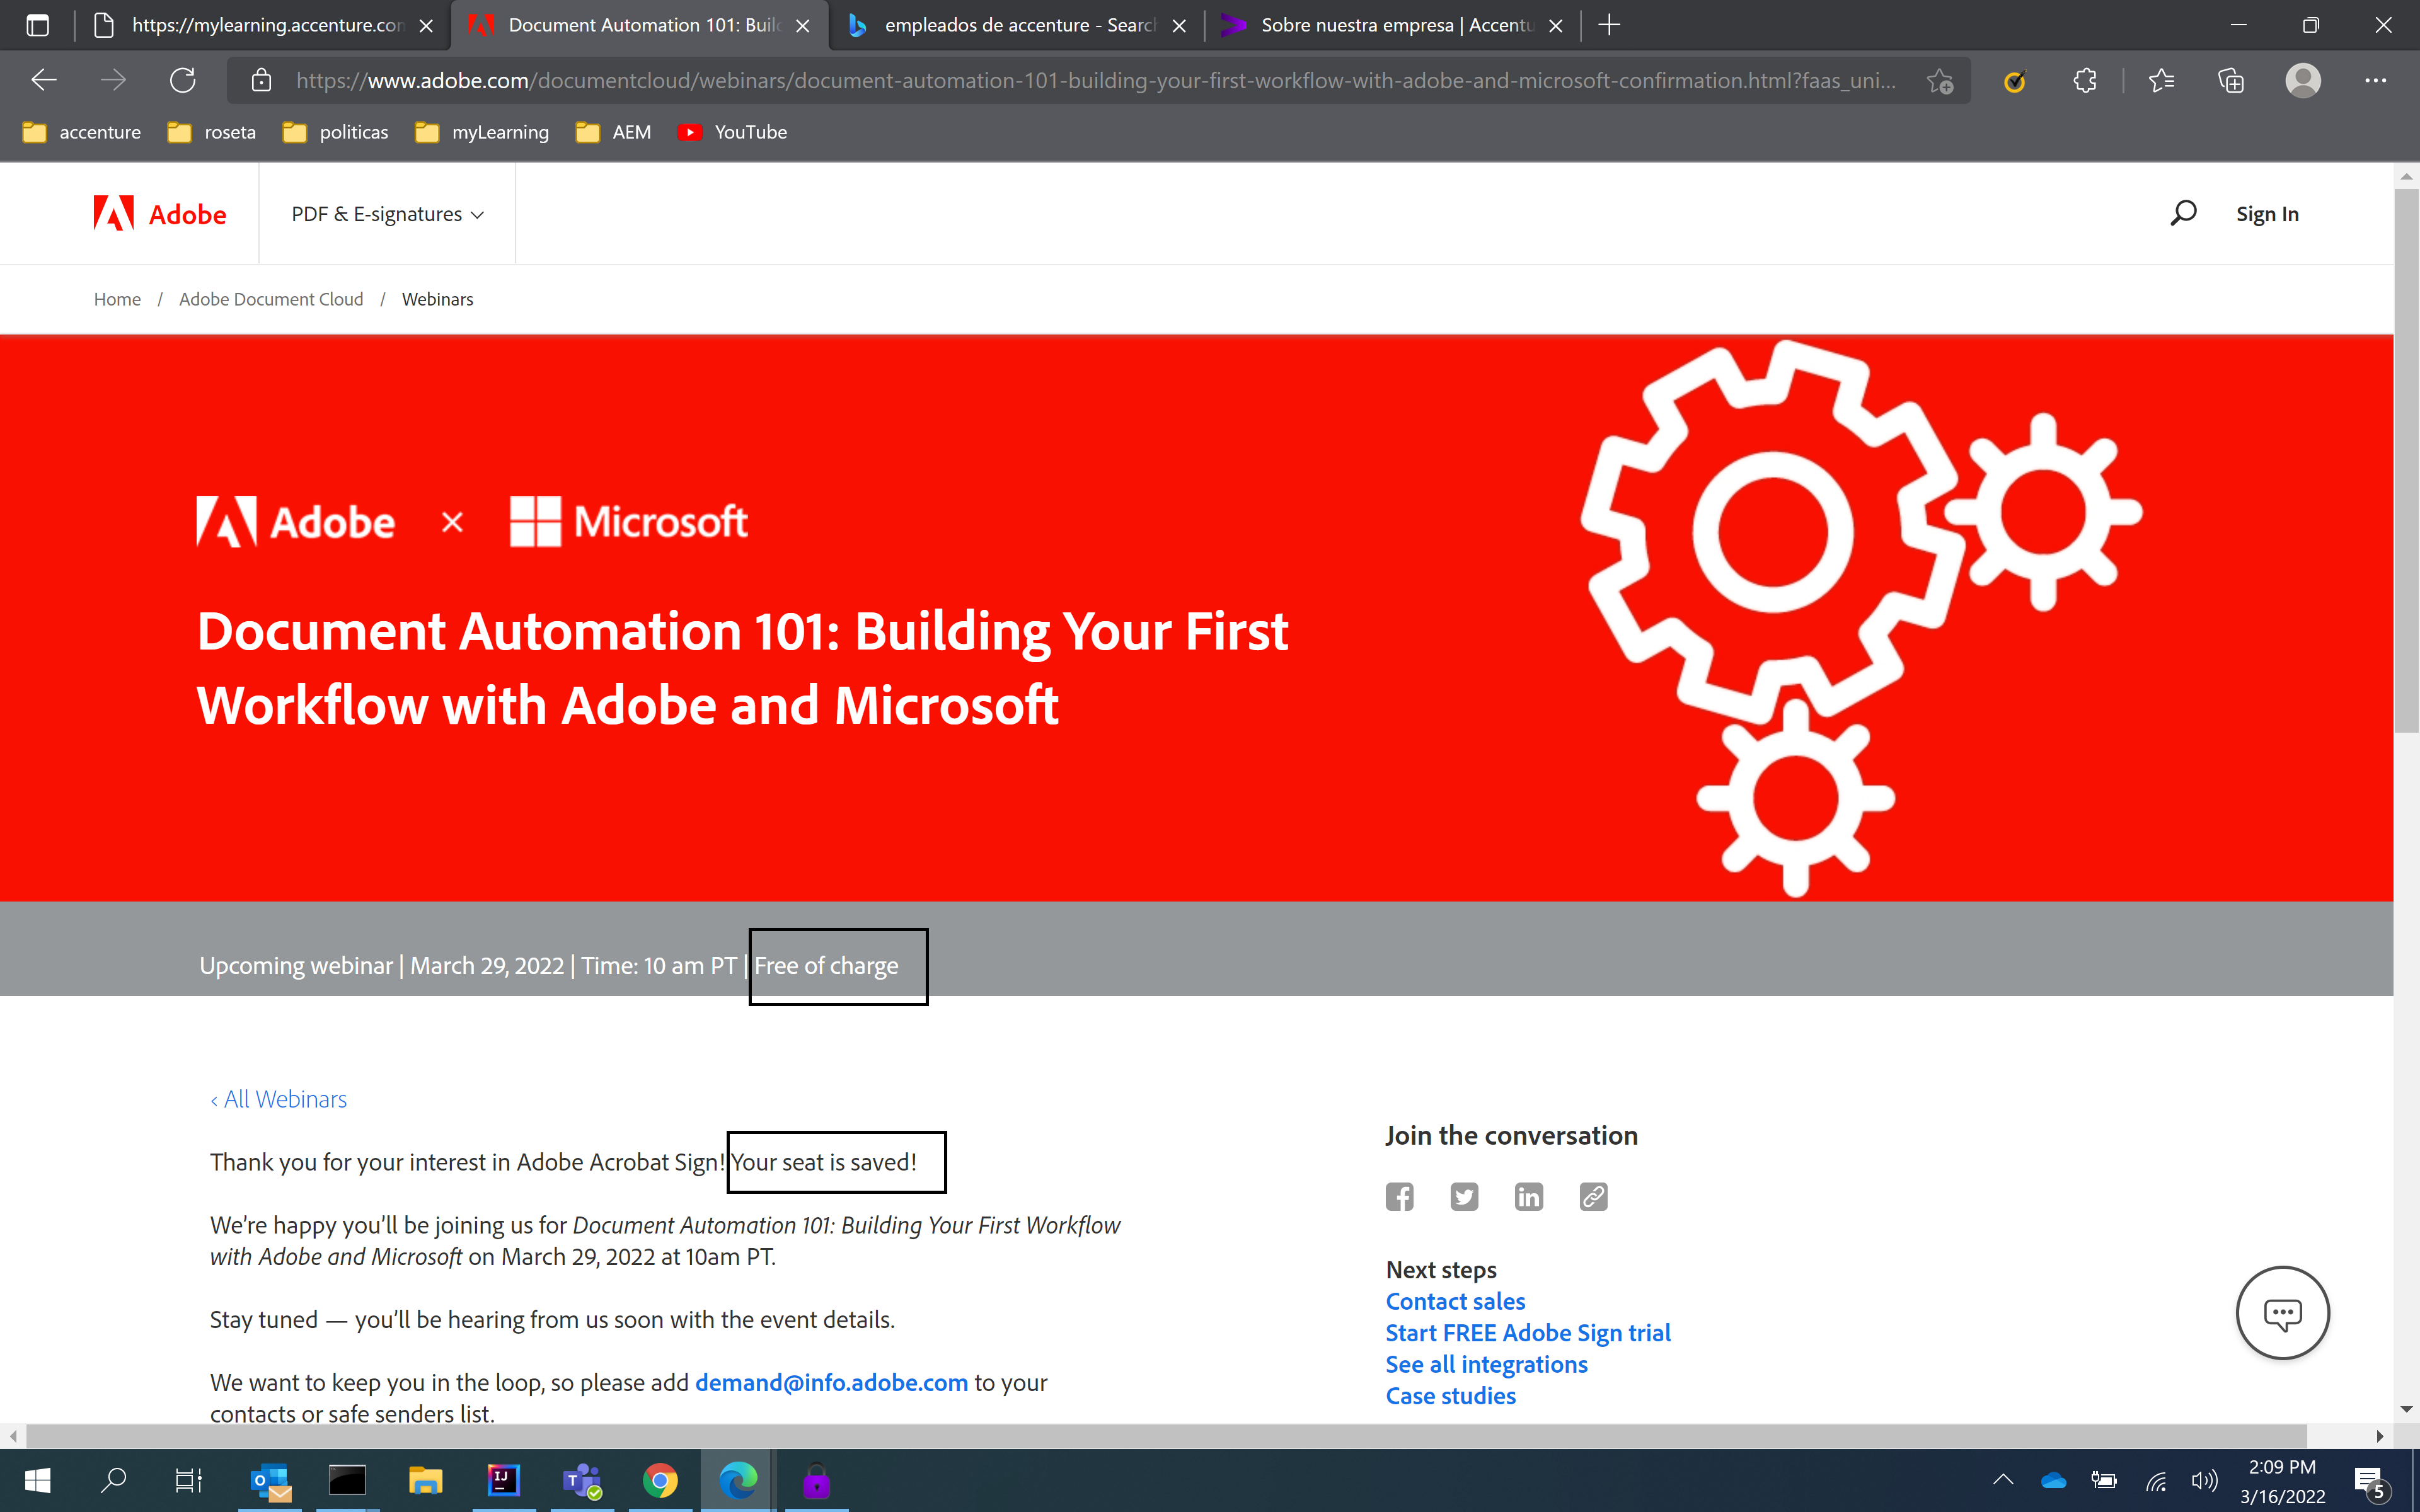 https://mylearning.accenture.con
Document Automation 101: Buil
empleados de accenture - Search
Sobre nuestra empresa | Accentu
https://www.adobe.com/documentcloud/webinars/document-automation-101-building-your-first-workflow-with-adobe-and-microsoft-confirmation.html?faas_uni...
accenture
roseta
politicas
myLearning
AEM
YouTube
Adobe
PDF & E-signatures
Sign In
Home / Adobe Document Cloud / Webinars
Adobe × Microsoft
Document Automation 101: Building Your First
Workflow with Adobe and Microsoft
Upcoming webinar | March 29, 2022 | Time: 10 am PT | Free of charge
‹ All Webinars
Thank you for your interest in Adobe Acrobat Sign! Your seat is saved!
We’re happy you’ll be joining us for Document Automation 101: Building Your First Workflow
with Adobe and Microsoft on March 29, 2022 at 10am PT.
Stay tuned — you’ll be hearing from us soon with the event details.
We want to keep you in the loop, so please add demand@info.adobe.com to your
contacts or safe senders list.
Join the conversation
Next steps
Contact sales
Start FREE Adobe Sign trial
See all integrations
Case studies
2:09 PM
3/16/2022
5